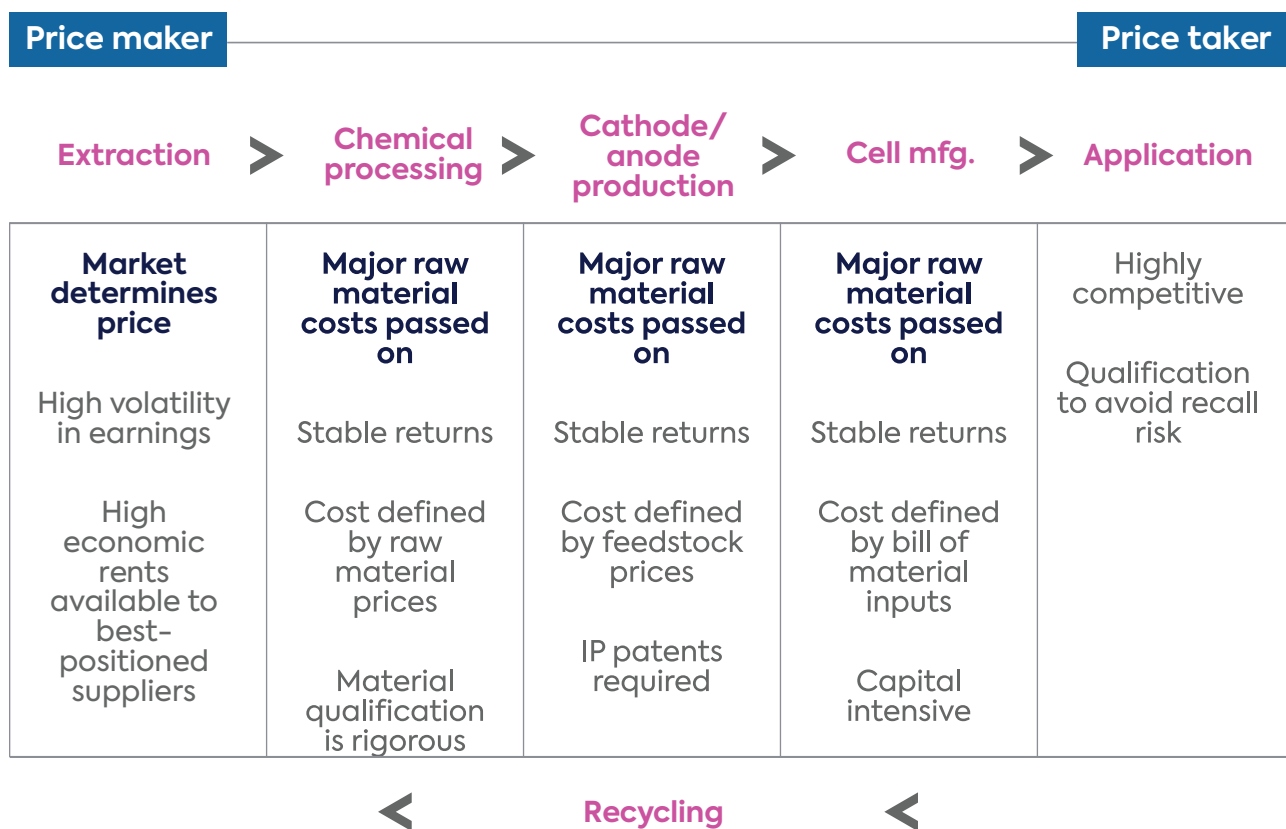 Price maker
Price taker
Extraction
>
Chemical
processing
>
Cathode/
anode
production
>
Cell mfg.
>
Application
Market
determines
price
High volatility
in earnings
High
economic
rents
available to
best-
positioned
suppliers
Major raw
material
costs passed
on
Stable returns
Cost defined
by raw
material
prices
Material
qualification
is rigorous
Major raw
material
costs passed
on
Stable returns
Cost defined
by feedstock
prices
IP patents
required
Major raw
material
costs passed
on
Stable returns
Cost defined
by bill of
material
inputs
Capital
intensive
Highly
competitive
Qualification
to avoid recall
risk
< Recycling <